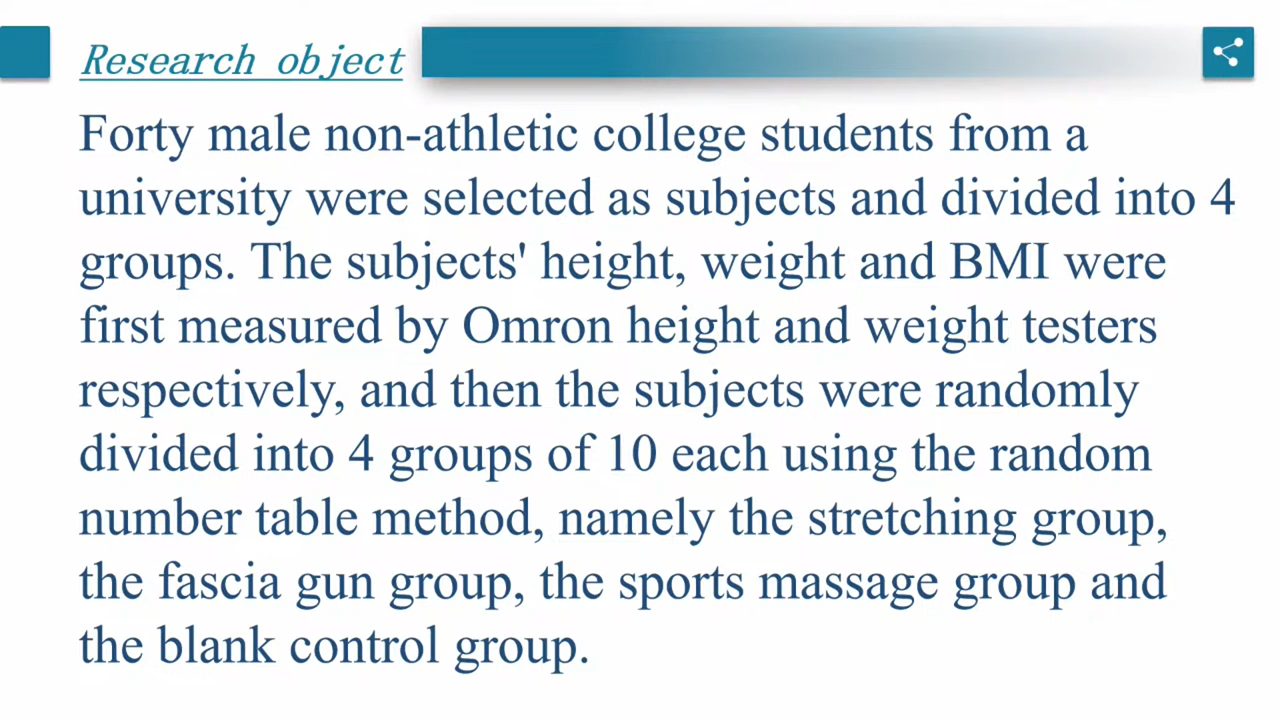 Research object
Forty male non-athletic college students from a
university were selected as subjects and divided into 4
groups. The subjects' height, weight and BMI were
first measured by Omron height and weight testers
respectively, and then the subjects were randomly
divided into 4 groups of 10 each using the random
number table method, namely the stretching group,
the fascia gun group, the sports massage group and
the blank control group.